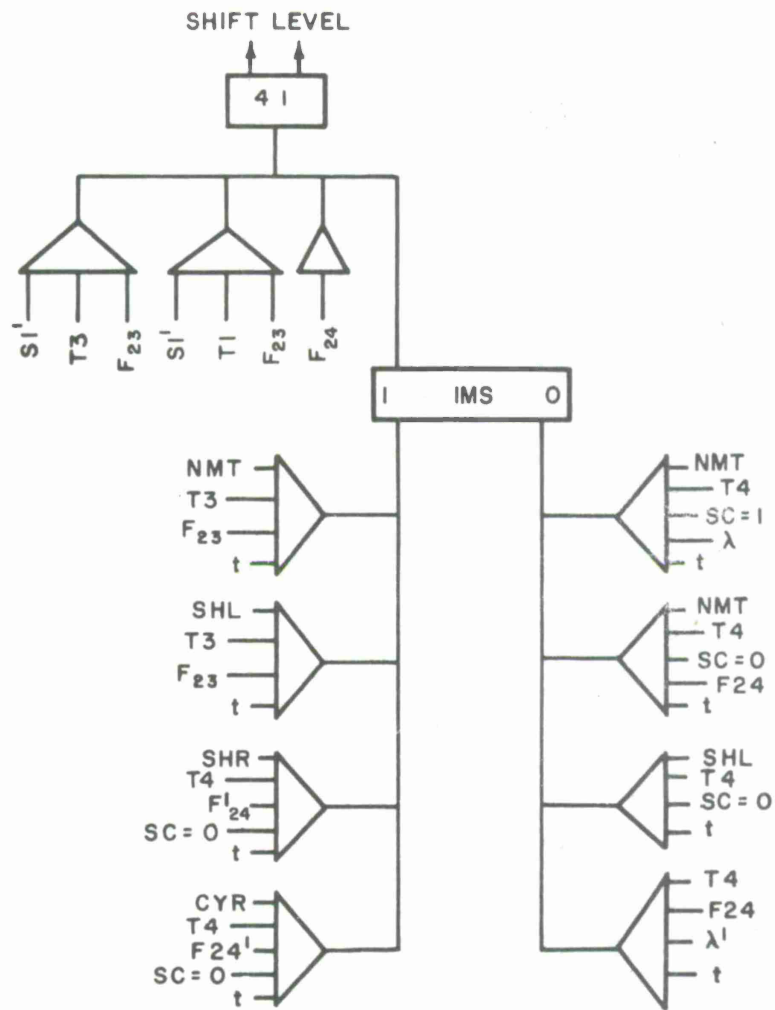 SHIFT LEVEL
4 1
S1' T3 F₂₃ S1' T1 F₂₃ F₂₄
1 IMS 0
NMT
T3
F₂₃
t
SHL
T3
F₂₃
t
SHR
T4
F'₂₄
SC=0
t
CYR
T4
F24'
SC=0
t
NMT
T4
SC=1
λ
t
NMT
T4
SC=0
F24
t
SHL
T4
SC=0
t
T4
F24
λ'
t